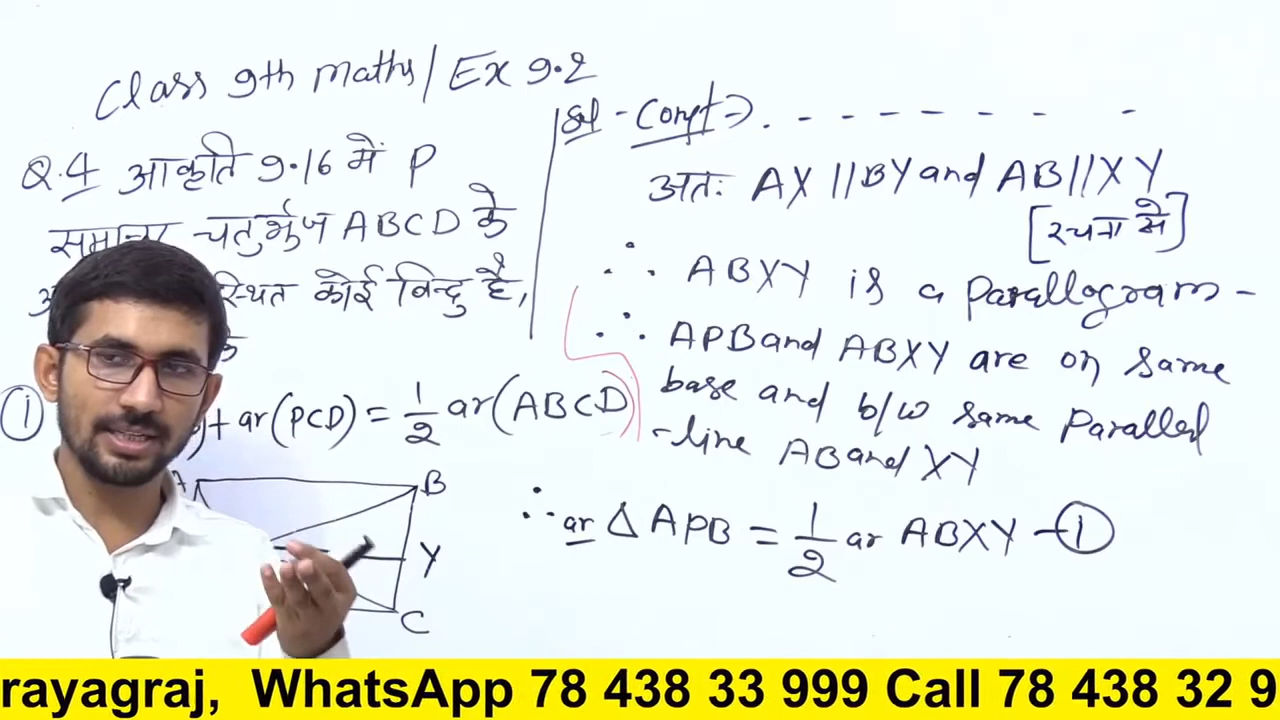 Class 9th maths/Ex 9.2
Q.4 आकृति 9.16 में P
चतुर्भुज ABCD के
स्थित कोई विन्दु है,
① + ar(PCD) = 1/2 ar(ABCD)
A
B
Y
C
Sol - Conpt ⇒ . - - - - - - -
अतः AX || BY and AB || XY
[रचना से]
∴ ABXY is a Parallogram -
∴ APB and ABXY are on same
base and b/w same Paralled
-line AB and XY
∴ ar Δ APB = 1/2 ar ABXY -①
rayagraj, WhatsApp 78 438 33 999 Call 78 438 32 9